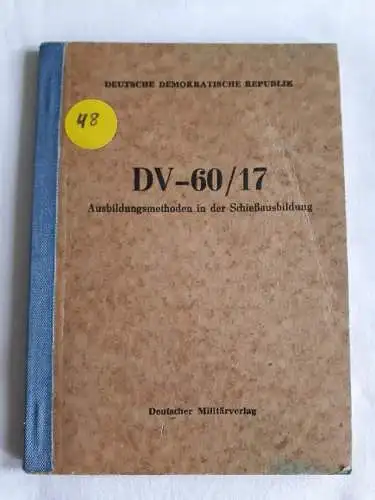 DEUTSCHE DEMOKRATISCHE REPUBLIK
48
DV-60/17
Ausbildungsmethoden in der Schießausbildung
Deutscher Militärverlag